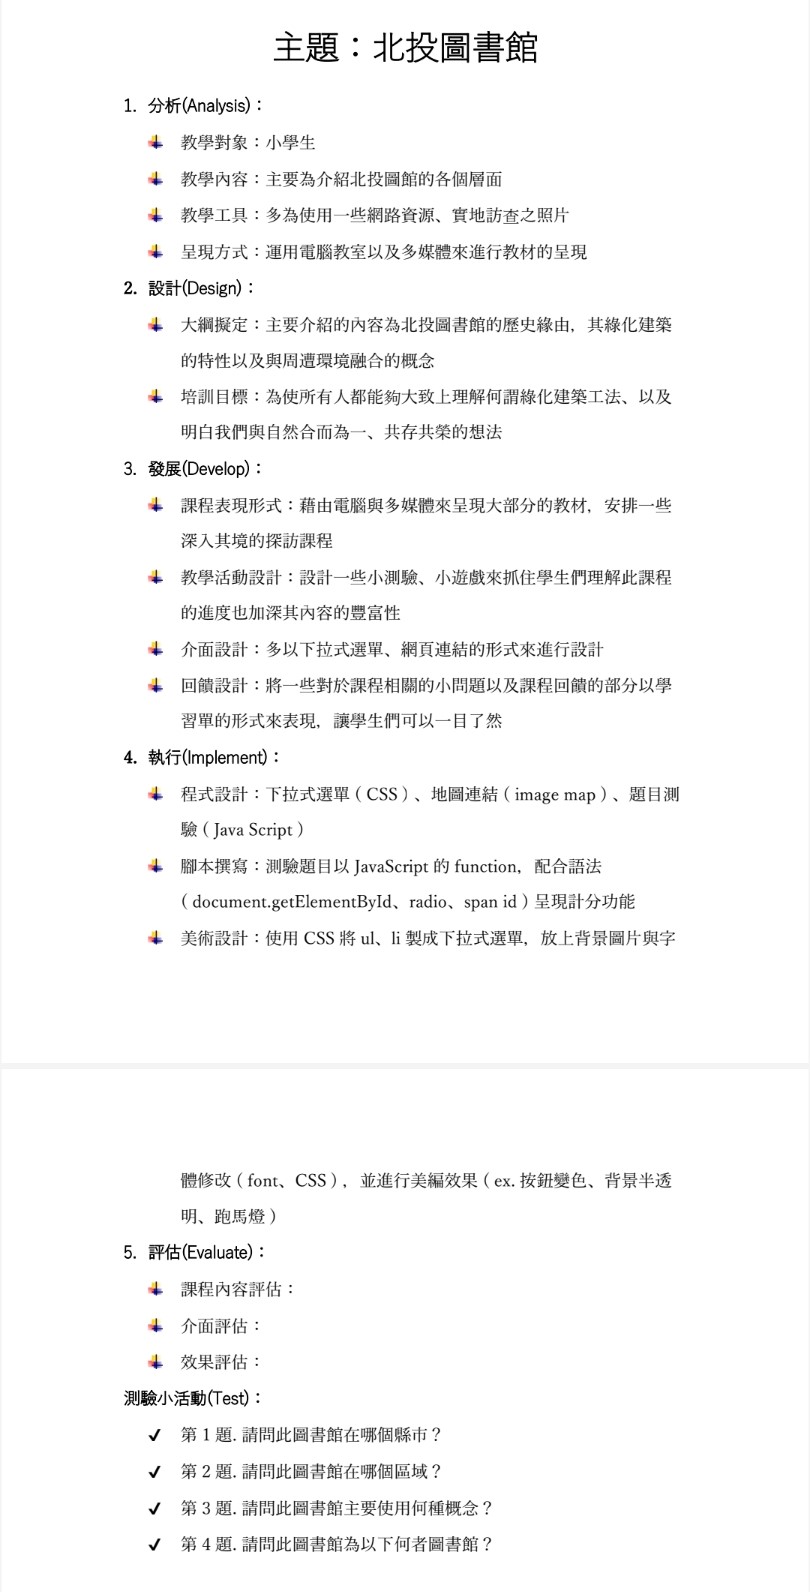 主題：北投圖書館
1. 分析(Analysis)：
教學對象：小學生
教學內容：主要為介紹北投圖館的各個層面
教學工具：多為使用一些網路資源、實地訪查之照片
呈現方式：運用電腦教室以及多媒體來進行教材的呈現
2. 設計(Design)：
大綱擬定：主要介紹的內容為北投圖書館的歷史緣由，其綠化建築
的特性以及與周遭環境融合的概念
培訓目標：為使所有人都能夠大致上理解何謂綠化建築工法、以及
明白我們與自然合而為一、共存共榮的想法
3. 發展(Develop)：
課程表現形式：藉由電腦與多媒體來呈現大部分的教材，安排一些
深入其境的探訪課程
教學活動設計：設計一些小測驗、小遊戲來抓住學生們理解此課程
的進度也加深其內容的豐富性
介面設計：多以下拉式選單、網頁連結的形式來進行設計
回饋設計：將一些對於課程相關的小問題以及課程回饋的部分以學
習單的形式來表現，讓學生們可以一目了然
4. 執行(Implement)：
程式設計：下拉式選單（CSS）、地圖連結（image map）、題目測
驗（Java Script）
腳本撰寫：測驗題目以 JavaScript 的 function，配合語法
（document.getElementById、radio、span id）呈現計分功能
美術設計：使用 CSS 將 ul、li 製成下拉式選單，放上背景圖片與字
體修改（font、CSS），並進行美編效果（ex. 按鈕變色、背景半透
明、跑馬燈）
5. 評估(Evaluate)：
課程內容評估：
介面評估：
效果評估：
測驗小活動(Test)：
✓ 第 1 題. 請問此圖書館在哪個縣市？
✓ 第 2 題. 請問此圖書館在哪個區域？
✓ 第 3 題. 請問此圖書館主要使用何種概念？
✓ 第 4 題. 請問此圖書館為以下何者圖書館？